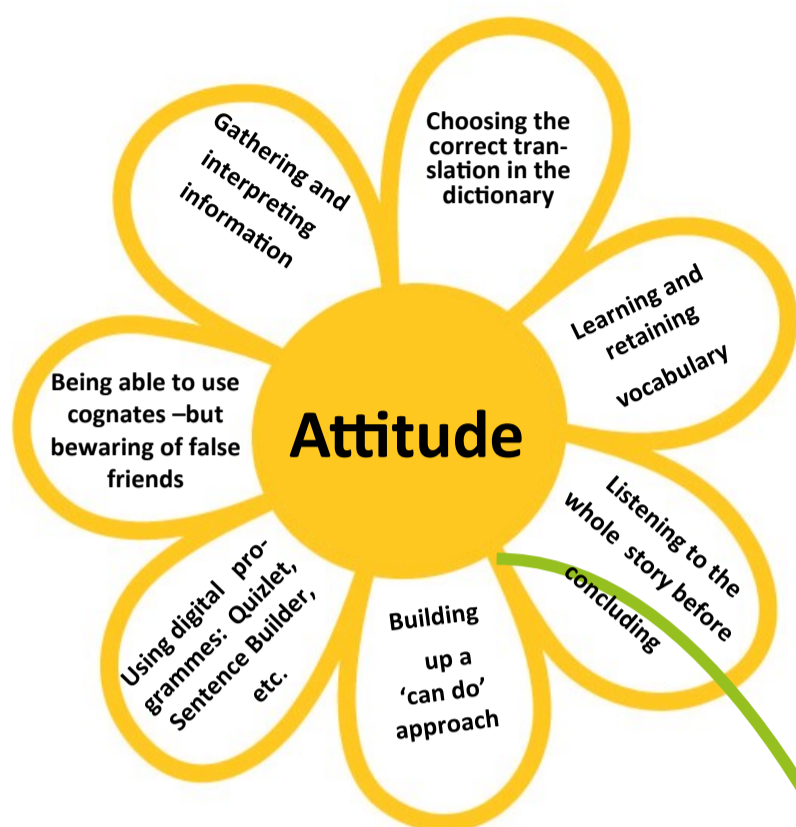 Choosing the
correct tran-
slation in the
dictionary
Learning and
retaining
vocabulary
Listening to the
whole story before
concluding
Building
up a
‘can do’
approach
Using digital pro-
grammes: Quizlet,
Sentence Builder,
etc.
Being able to use
cognates –but
bewaring of false
friends
Gathering and
interpreting
information
Attitude